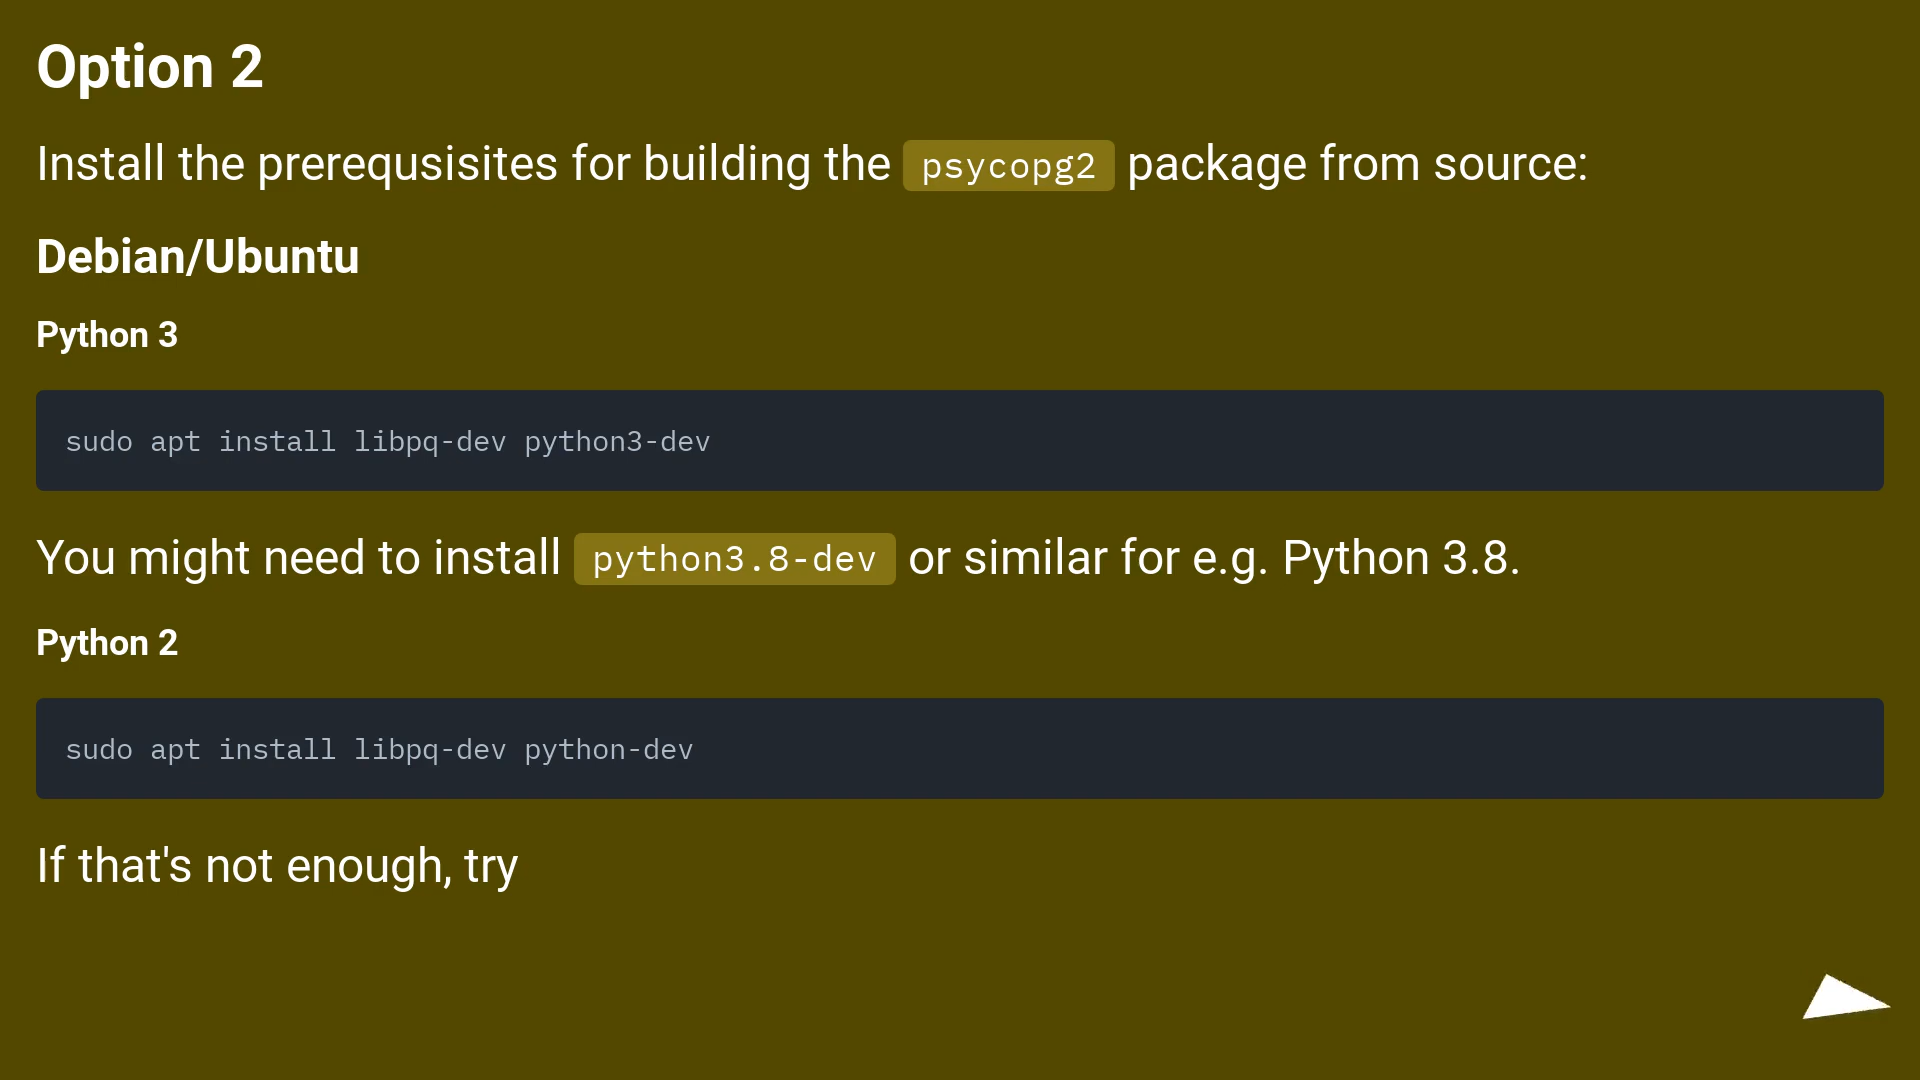 Option 2
Install the prerequsisites for building the psycopg2 package from source:
Debian/Ubuntu
Python 3
sudo apt install libpq-dev python3-dev
You might need to install python3.8-dev or similar for e.g. Python 3.8.
Python 2
sudo apt install libpq-dev python-dev
If that's not enough, try